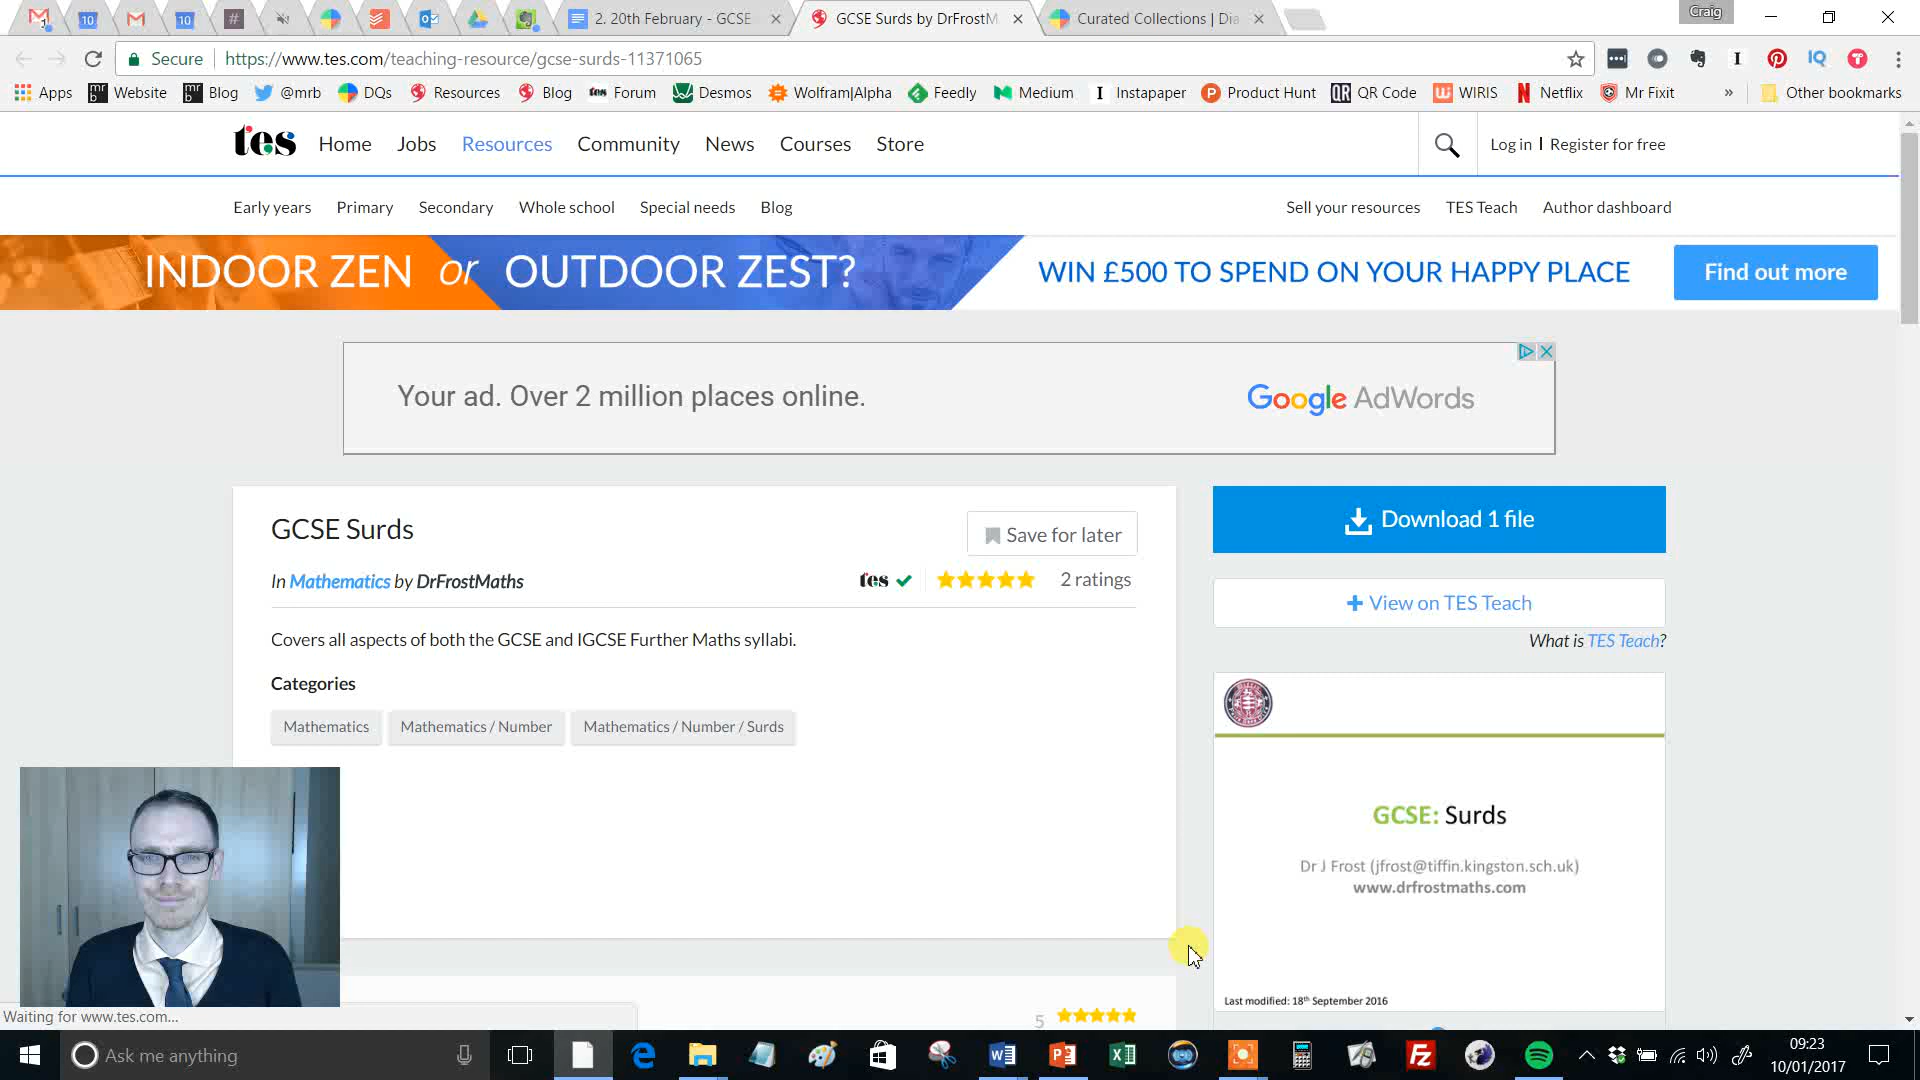 2. 20th February - GCSE
GCSE Surds by DrFrostM
Curated Collections | Dia
Craig
Secure
https://www.tes.com/teaching-resource/gcse-surds-11371065
Apps
Website
Blog
@mrb
DQs
Resources
Blog
Forum
Desmos
Wolfram|Alpha
Feedly
Medium
Instapaper
Product Hunt
QR Code
WIRIS
Netflix
Mr Fixit
»
Other bookmarks
tes
Home
Jobs
Resources
Community
News
Courses
Store
Log in | Register for free
Early years
Primary
Secondary
Whole school
Special needs
Blog
Sell your resources
TES Teach
Author dashboard
INDOOR ZEN or OUTDOOR ZEST?
WIN £500 TO SPEND ON YOUR HAPPY PLACE
Find out more
Your ad. Over 2 million places online.
Google AdWords
GCSE Surds
Save for later
Download 1 file
In Mathematics by DrFrostMaths
tes
2 ratings
+ View on TES Teach
What is TES Teach?
Covers all aspects of both the GCSE and IGCSE Further Maths syllabi.
Categories
Mathematics
Mathematics / Number
Mathematics / Number / Surds
GCSE: Surds
Dr J Frost (jfrost@tiffin.kingston.sch.uk)
www.drfrostmaths.com
Last modified: 18th September 2016
5
Waiting for www.tes.com...
Ask me anything
09:23
10/01/2017